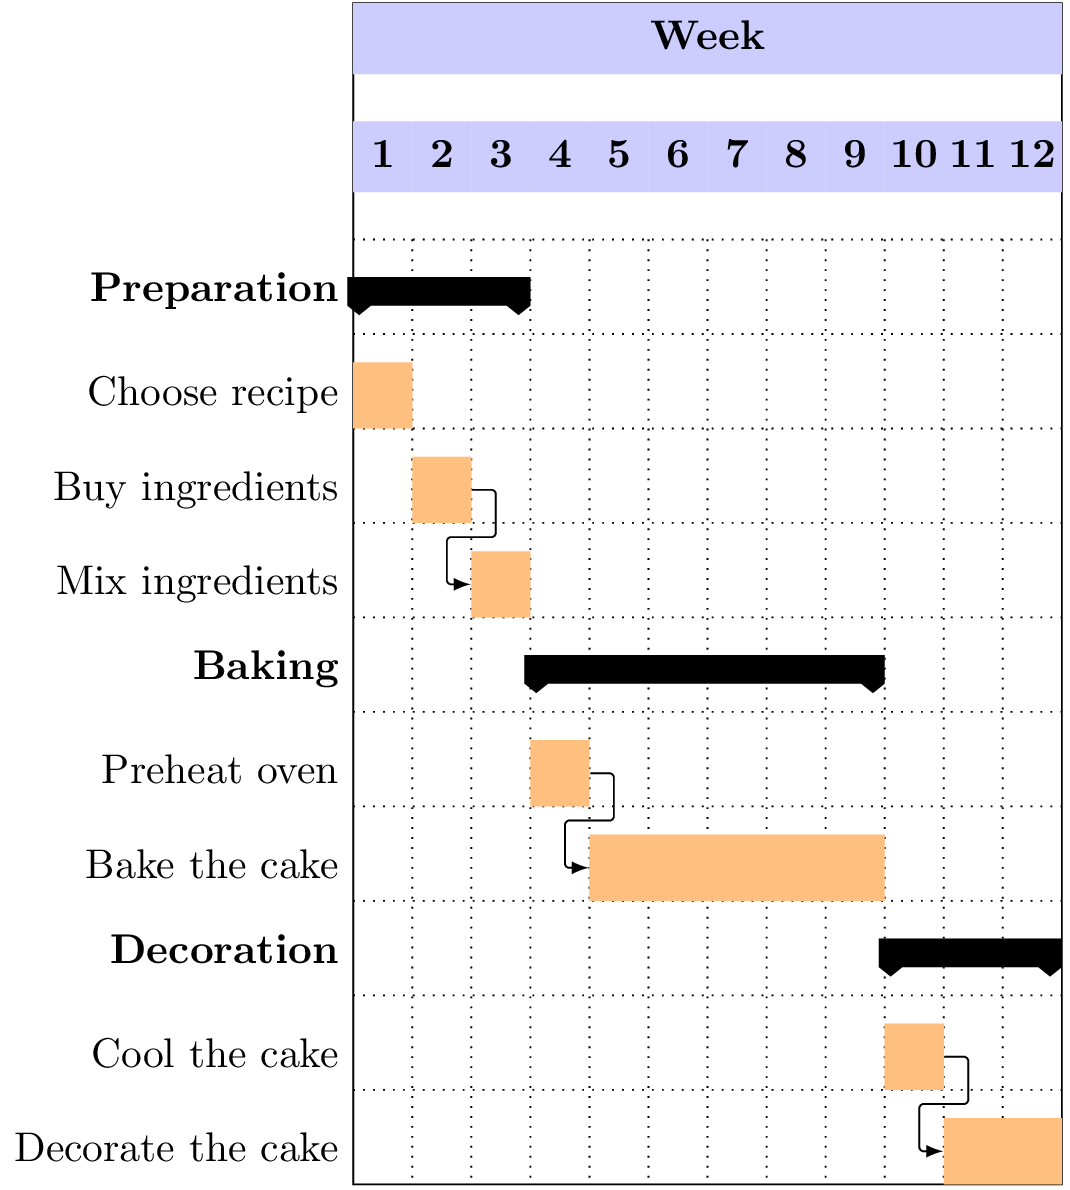 Week
1 2 3 4 5 6 7 8 9 10 11 12
Preparation
Choose recipe
Buy ingredients
Mix ingredients
Baking
Preheat oven
Bake the cake
Decoration
Cool the cake
Decorate the cake